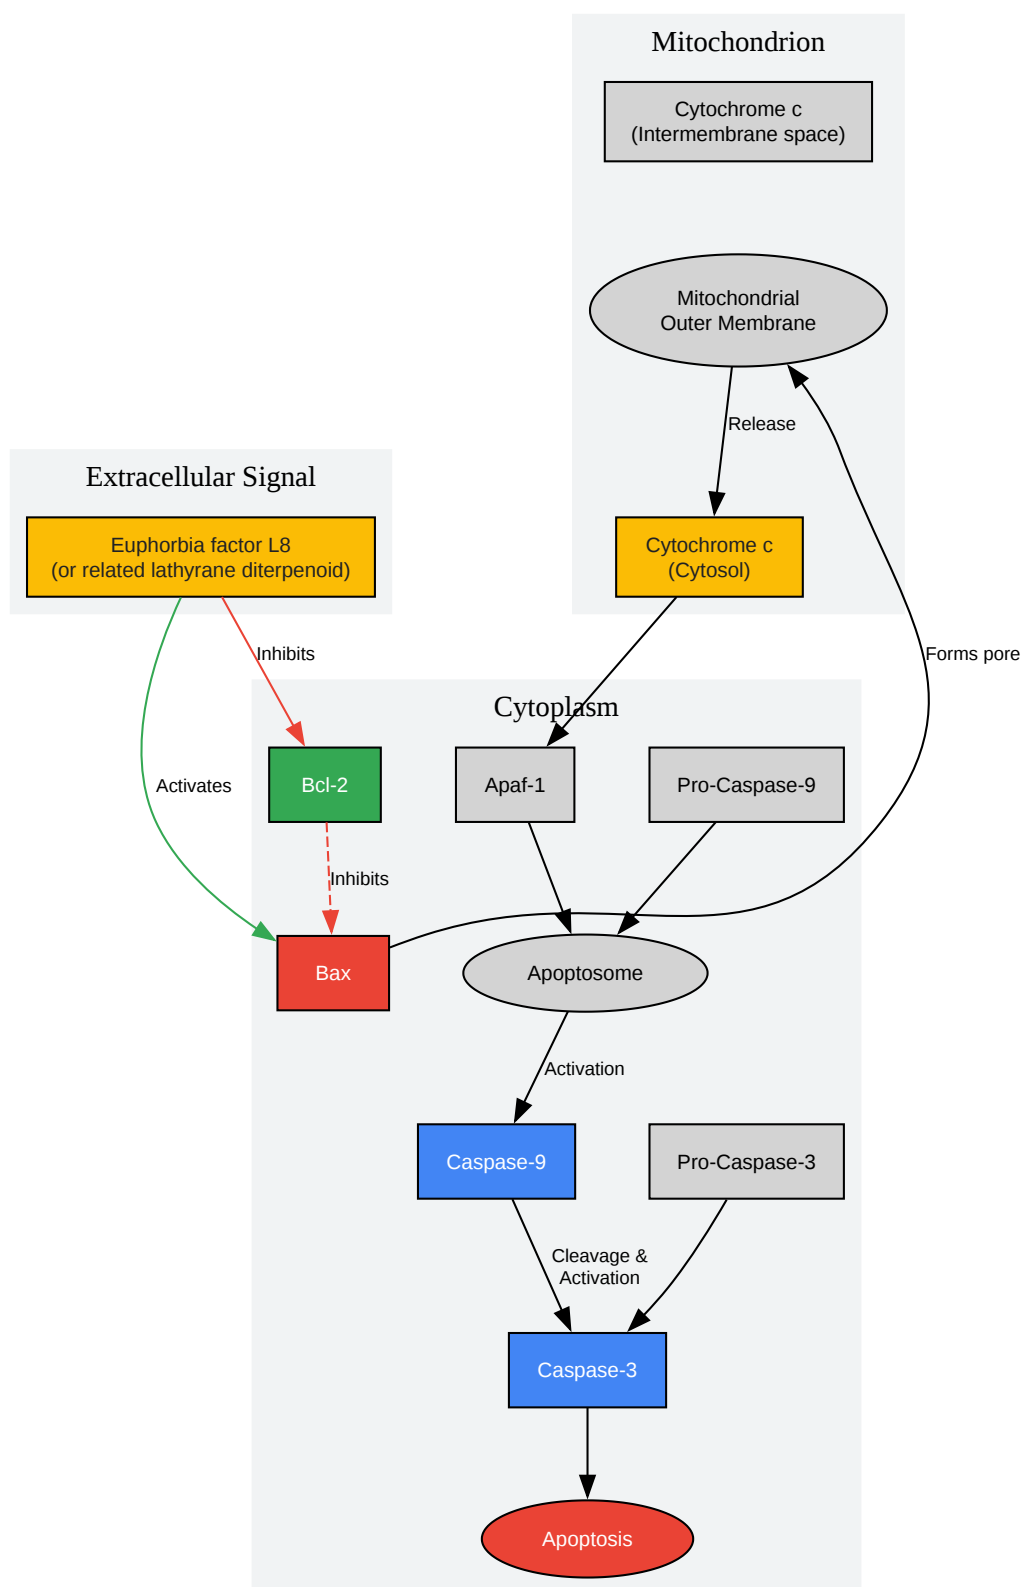 Mitochondrion
Cytochrome c
(Intermembrane space)
Mitochondrial
Outer Membrane
Release
Extracellular Signal
Euphorbia factor L8
(or related lathyrane diterpenoid)
Cytochrome c
(Cytosol)
Inhibits
Forms pore
Cytoplasm
Activates
Bcl-2
Apaf-1
Pro-Caspase-9
Inhibits
Bax
Apoptosome
Activation
Caspase-9
Pro-Caspase-3
Cleavage &
Activation
Caspase-3
Apoptosis